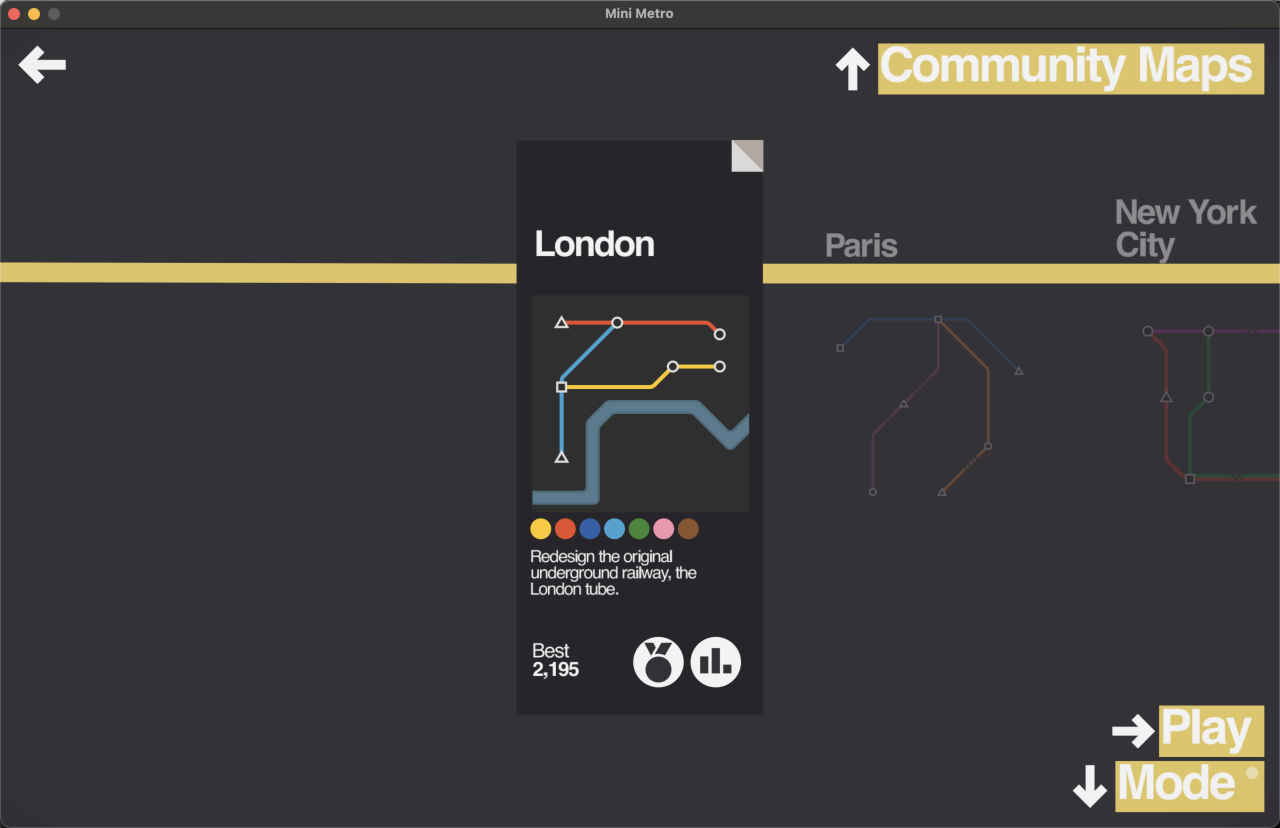 Mini Metro
Community Maps
London
Paris
New York
City
Redesign the original
underground railway, the
London tube.
Best
2,195
Play
Mode